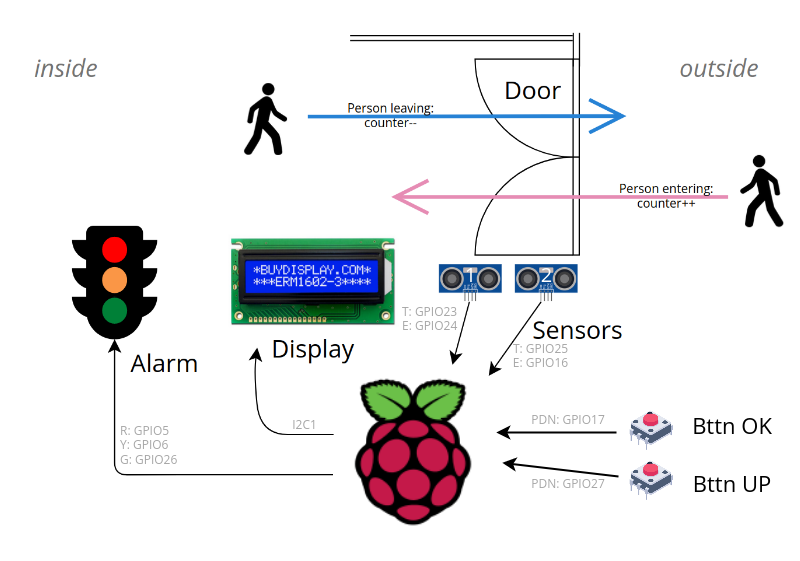 inside
outside
Door
Person leaving:
counter--
Person entering:
counter++
*BUYDISPLAY.COM*
***ERM1602-3****
1
2
T: GPIO23
E: GPIO24
Sensors
T: GPIO25
E: GPIO16
Display
Alarm
I2C1
R: GPIO5
Y: GPIO6
G: GPIO26
PDN: GPIO17
Bttn OK
PDN: GPIO27
Bttn UP